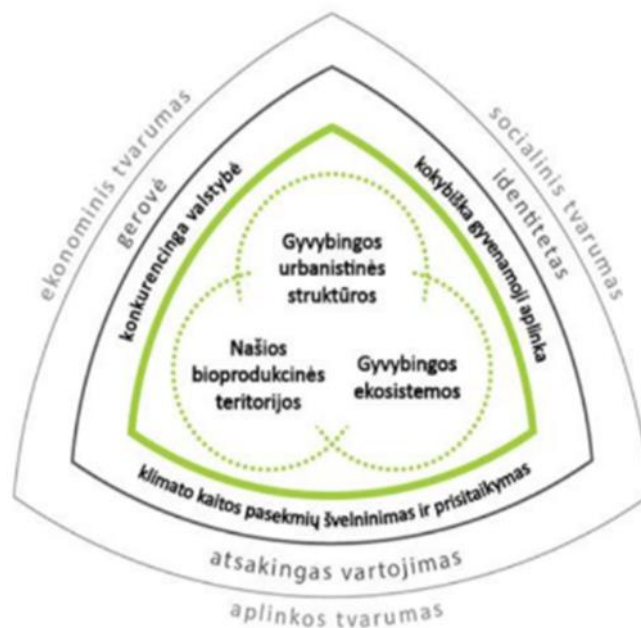 ekonominis tvarumas
gerovė
konkurencinga valstybė
socialinis tvarumas
identitetas
kokybiška gyvenamoji aplinka
Gyvybingos
urbanistinės
struktūros
Našios
bioprodukcinės
teritorijos
Gyvybingos
ekosistemos
klimato kaitos pasekmių švelninimas ir prisitaikymas
atsakingas vartojimas
aplinkos tvarumas